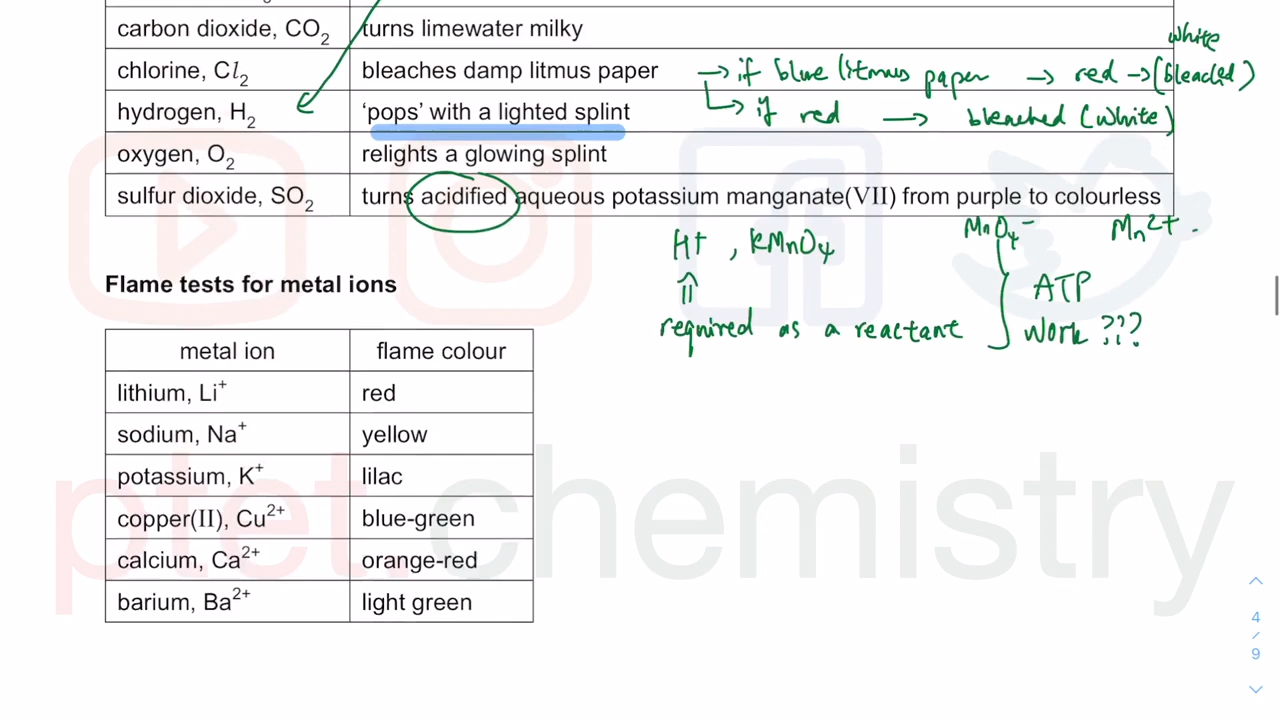 carbon dioxide, CO₂ turns limewater milky
white
chlorine, Cl₂ bleaches damp litmus paper → if blue litmus paper → red → (bleached)
hydrogen, H₂ ‘pops’ with a lighted splint → if red → bleached (white)
oxygen, O₂ relights a glowing splint
sulfur dioxide, SO₂ turns acidified aqueous potassium manganate(VII) from purple to colourless
H+, KMnO₄ MnO₄⁻ Mn²⁺.
Flame tests for metal ions
ATP
required as a reactant work ???
metal ion flame colour
lithium, Li⁺ red
sodium, Na⁺ yellow
potassium, K⁺ lilac
copper(II), Cu²⁺ blue-green
calcium, Ca²⁺ orange-red
barium, Ba²⁺ light green
ptet.chemistry
4
/
9